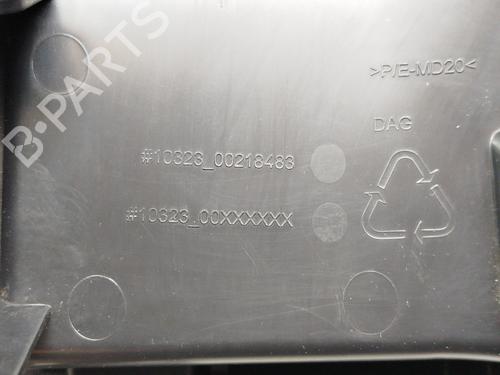 >P/E-MD20<
DAG
#10323_00218483
#10323_00XXXXXX
B-PARTS